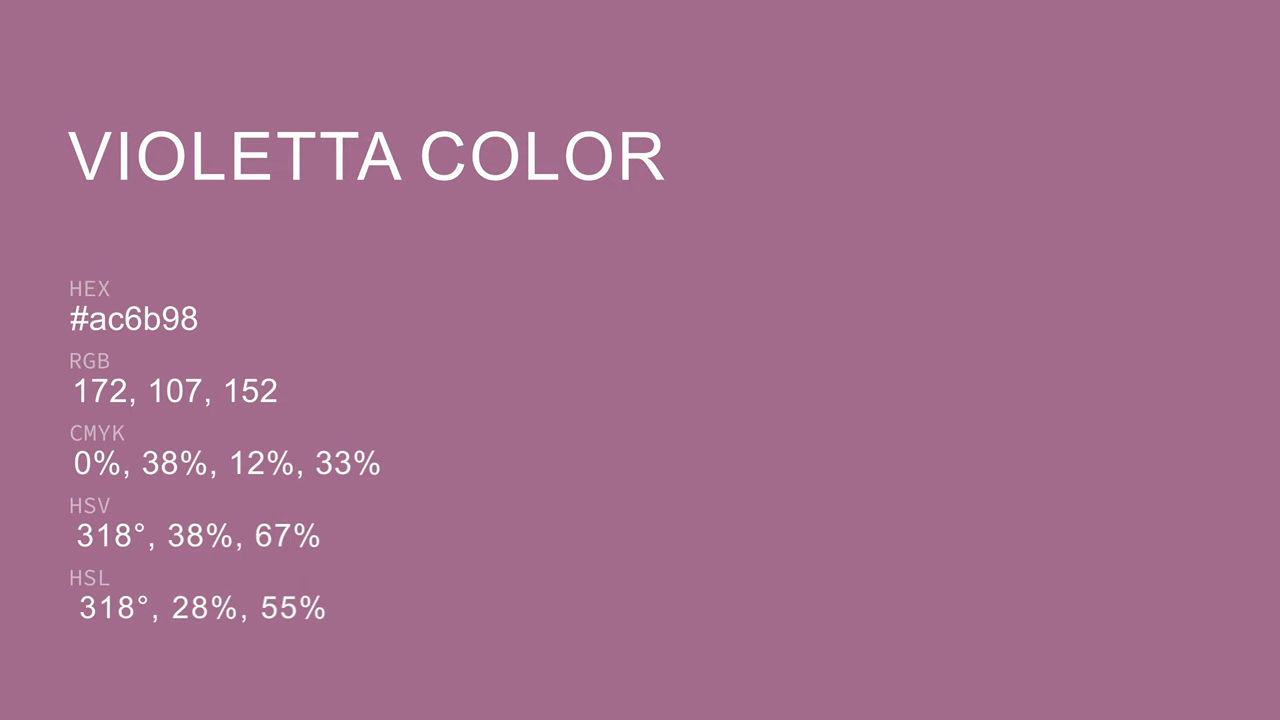 VIOLETTA COLOR
HEX
#ac6b98
RGB
172, 107, 152
CMYK
0%, 38%, 12%, 33%
HSV
318°, 38%, 67%
HSL
318°, 28%, 55%